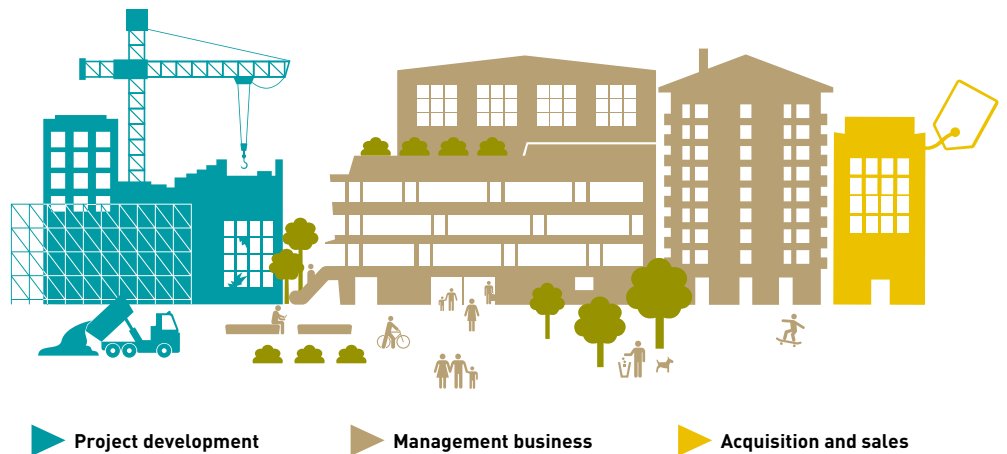 Project development
Management business
Acquisition and sales